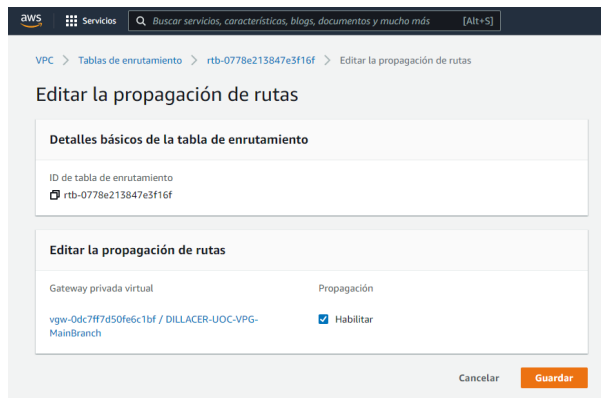 aws Servicios Buscar servicios, características, blogs, documentos y mucho más [Alt+S]
VPC > Tablas de enrutamiento > rtb-0778e213847e3f16f > Editar la propagación de rutas
Editar la propagación de rutas
Detalles básicos de la tabla de enrutamiento
ID de tabla de enrutamiento
rtb-0778e213847e3f16f
Editar la propagación de rutas
Gateway privada virtual Propagación
vgw-0dc7ff7d50fe6c1bf / DILLACER-UOC-VPG- Habilitar
MainBranch
Cancelar Guardar